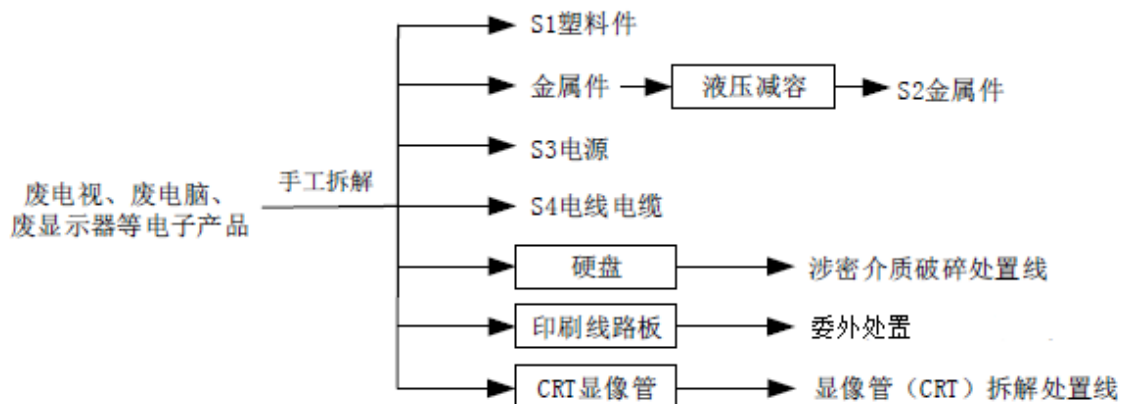 S1塑料件
金属件
液压减容
S2金属件
S3电源
废电视、废电脑、
废显示器等电子产品
手工拆解
S4电线电缆
硬盘
涉密介质破碎处置线
印刷线路板
委外处置
CRT显像管
显像管（CRT）拆解处置线